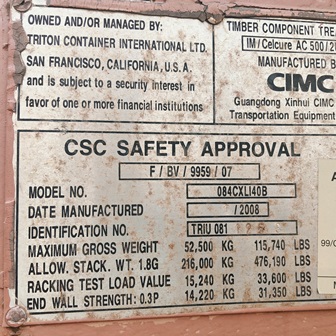 OWNED AND/OR MANAGED BY:
TRITON CONTAINER INTERNATIONAL LTD.
SAN FRANCISCO, CALIFORNIA, U.S.A.
and is subject to a security interest in
favor of one or more financial institutions
TIMBER COMPONENT TRE
IM / Celcure AC 500 / 2
MANUFACTURED B
CIMC
Guangdong Xinhui CIMC
Transportation Equipment
CSC SAFETY APPROVAL
F / BV / 9959 / 07
MODEL NO. 084CXLI40B
DATE MANUFACTURED / 2008
IDENTIFICATION NO. TRIU 081
MAXIMUM GROSS WEIGHT 52,500 KG 115,740 LBS
ALLOW. STACK. WT. 1.8G 216,000 KG 476,190 LBS
RACKING TEST LOAD VALUE 15,240 KG 33,600 LBS
END WALL STRENGTH: 0.3P 14,220 KG 31,350 LBS